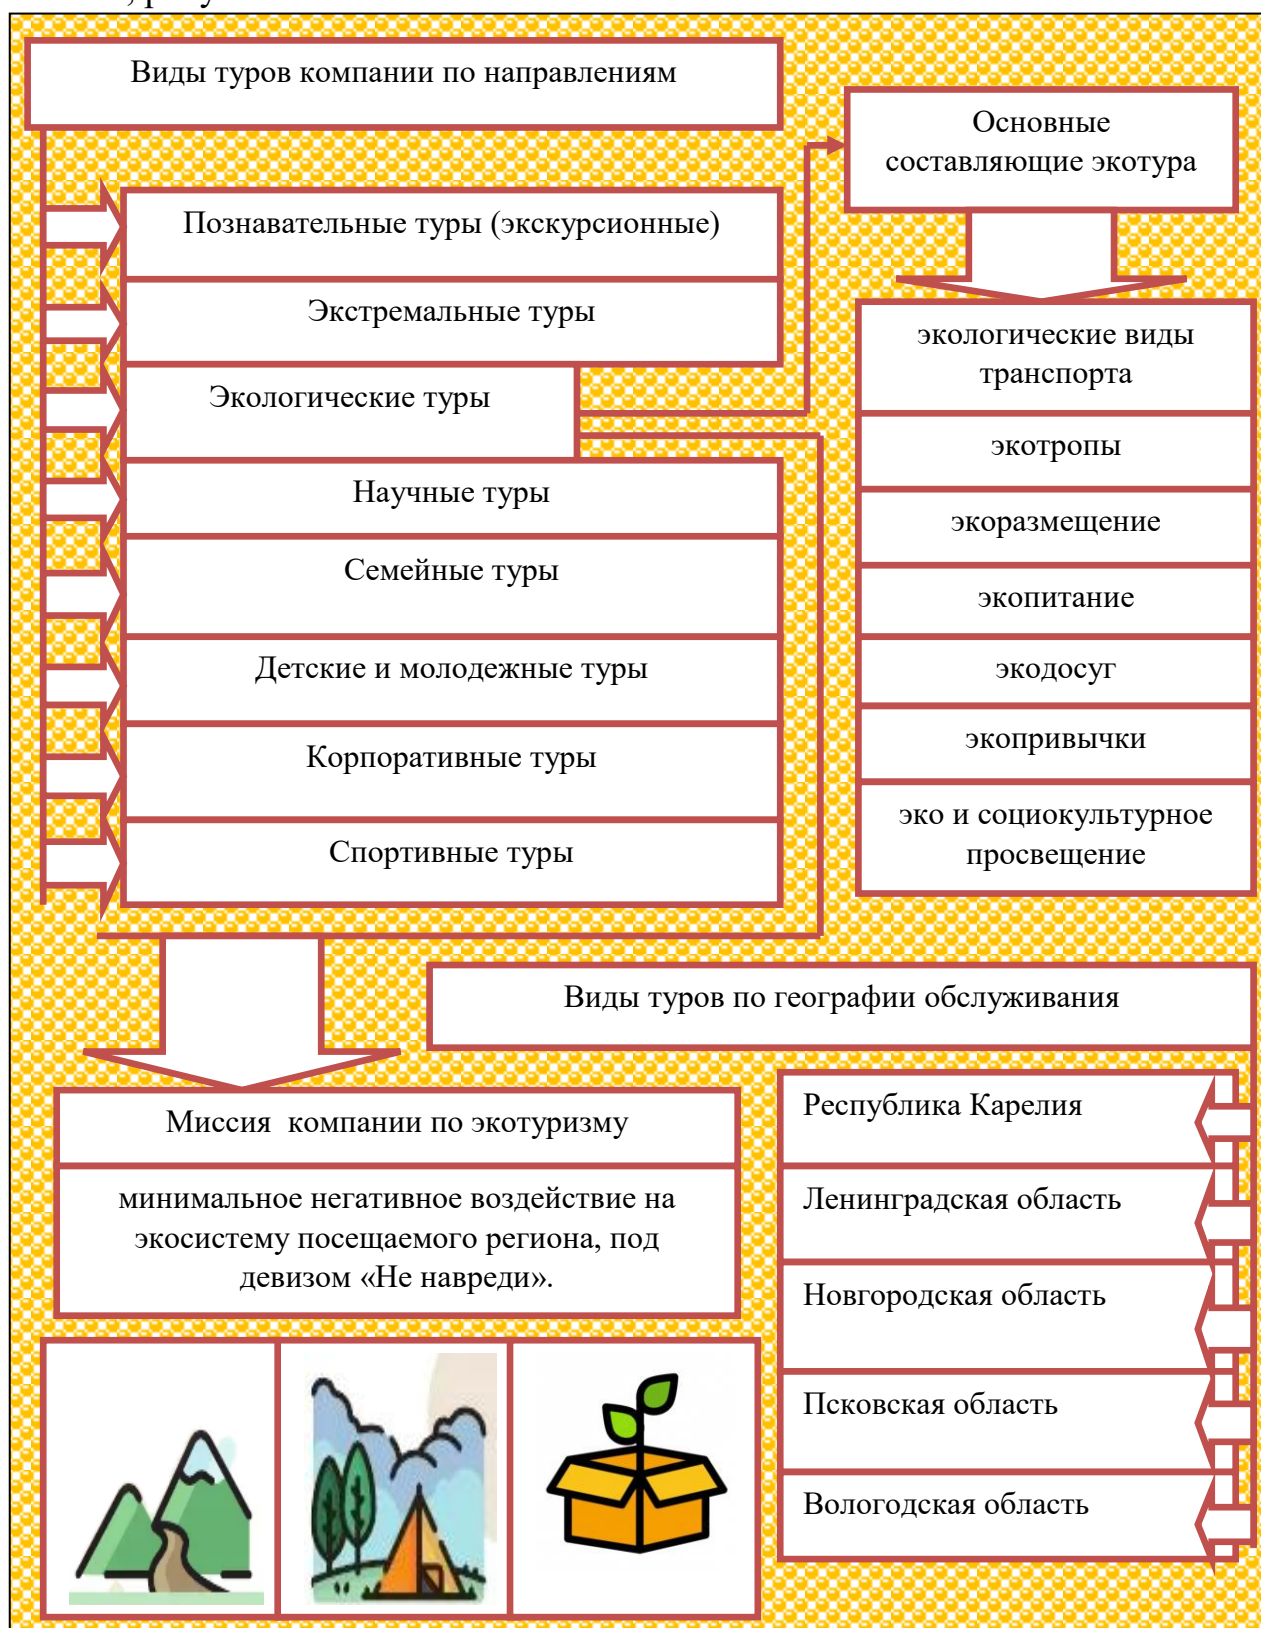 Виды туров компании по направлениям
Основные
составляющие экотура
Познавательные туры (экскурсионные)
Экстремальные туры
Экологические туры
Научные туры
Семейные туры
Детские и молодежные туры
Корпоративные туры
Спортивные туры
экологические виды
транспорта
экотропы
экоразмещение
экопитание
экодосуг
экопривычки
эко и социокультурное
просвещение
Виды туров по географии обслуживания
Миссия компании по экотуризму
минимальное негативное воздействие на
экосистему посещаемого региона, под
девизом «Не навреди».
Республика Карелия
Ленинградская область
Новгородская область
Псковская область
Вологодская область